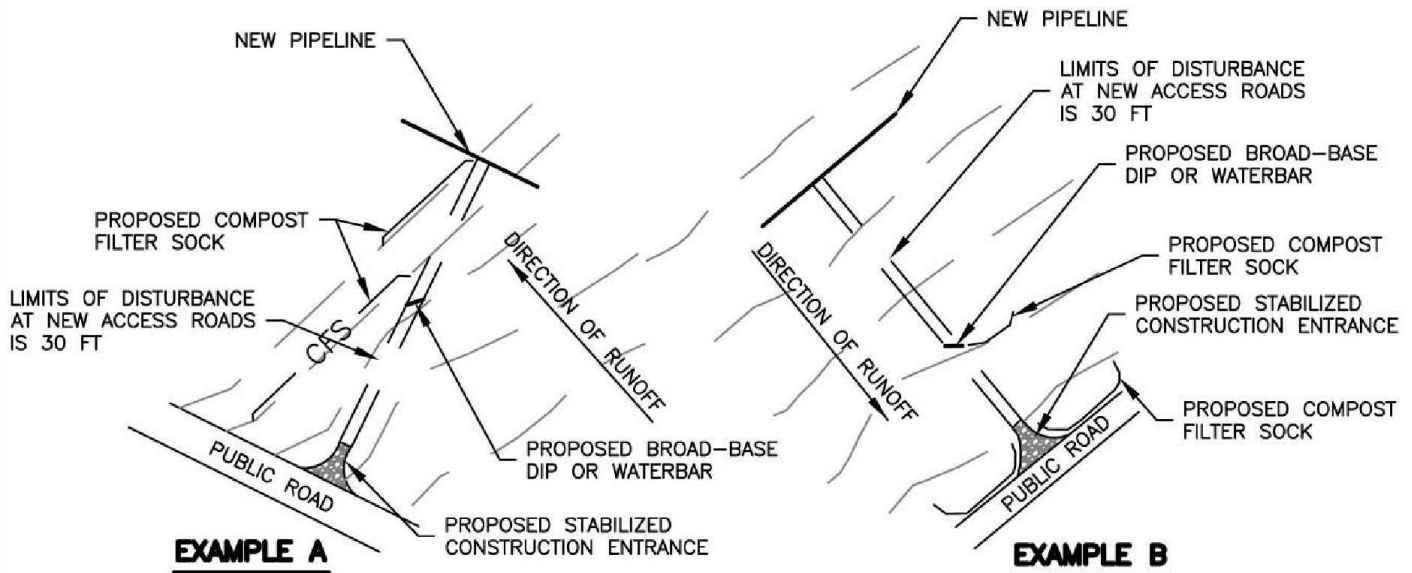 NEW PIPELINE
PROPOSED COMPOST
FILTER SOCK
LIMITS OF DISTURBANCE
AT NEW ACCESS ROADS
IS 30 FT
CFS
DIRECTION OF RUNOFF
PUBLIC ROAD
PROPOSED BROAD-BASE
DIP OR WATERBAR
PROPOSED STABILIZED
CONSTRUCTION ENTRANCE
EXAMPLE A
NEW PIPELINE
LIMITS OF DISTURBANCE
AT NEW ACCESS ROADS
IS 30 FT
PROPOSED BROAD-BASE
DIP OR WATERBAR
PROPOSED COMPOST
FILTER SOCK
PROPOSED STABILIZED
CONSTRUCTION ENTRANCE
DIRECTION OF RUNOFF
PROPOSED COMPOST
FILTER SOCK
PUBLIC ROAD
EXAMPLE B